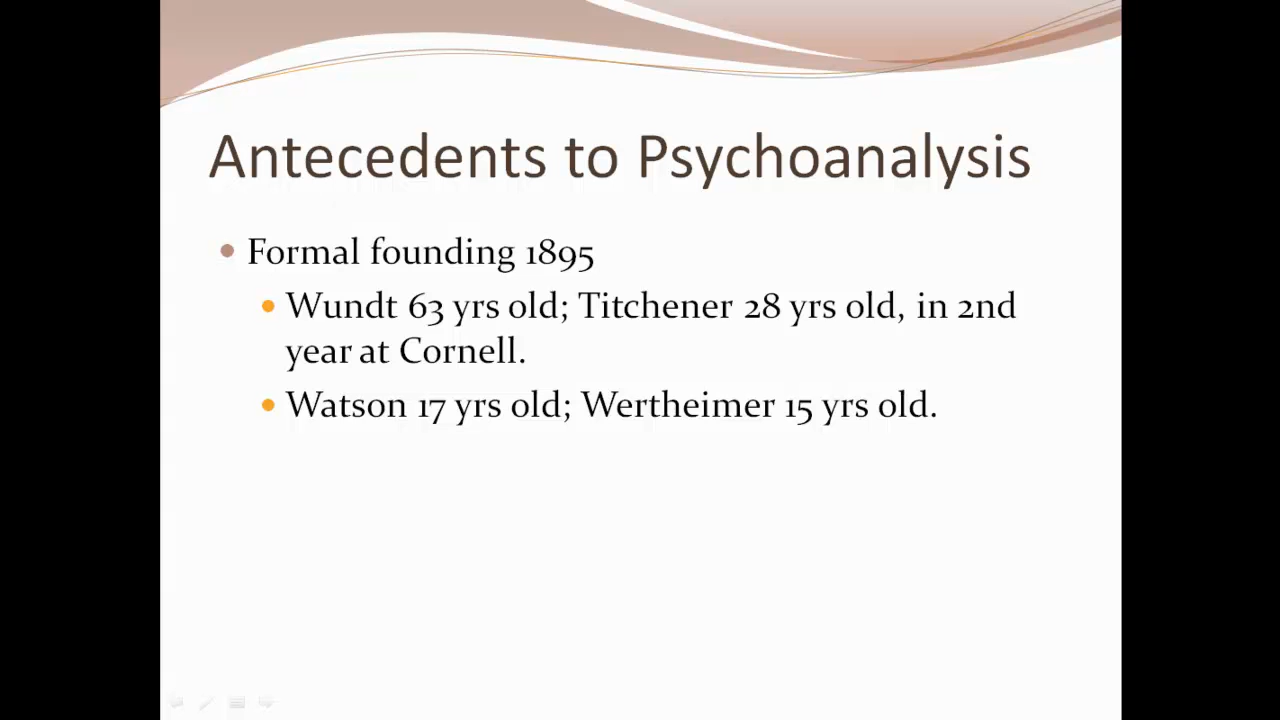 Antecedents to Psychoanalysis
Formal founding 1895
Wundt 63 yrs old; Titchener 28 yrs old, in 2nd
year at Cornell.
Watson 17 yrs old; Wertheimer 15 yrs old.